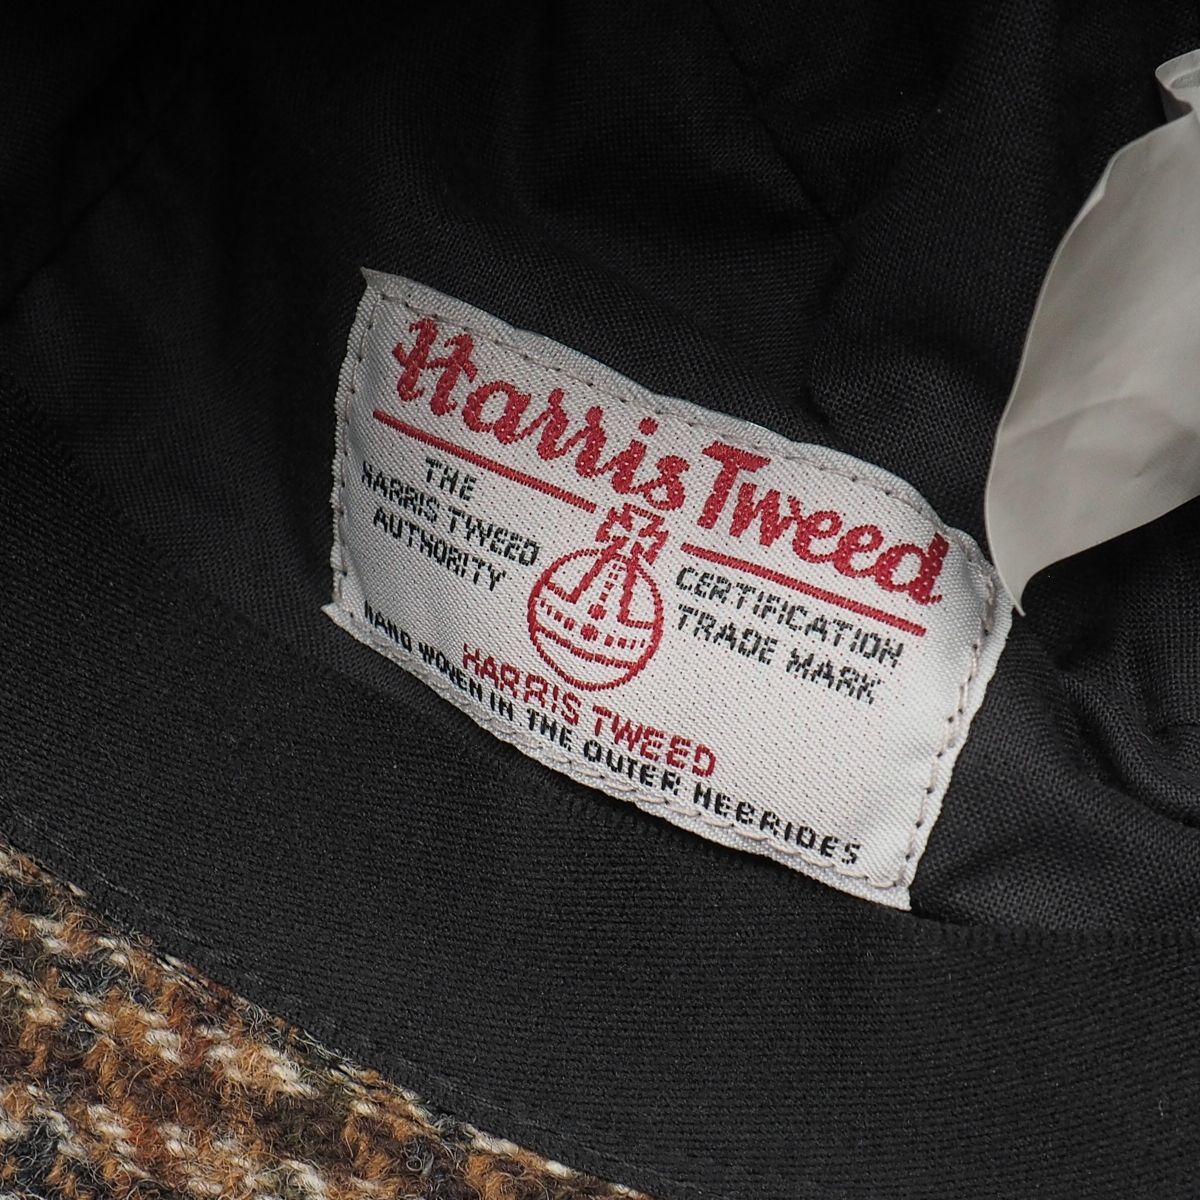 Harris Tweed
THE
HARRIS TWEED
AUTHORITY
CERTIFICATION
TRADE MARK
HARRIS TWEED
HAND WOVEN IN THE OUTER HEBRIDES